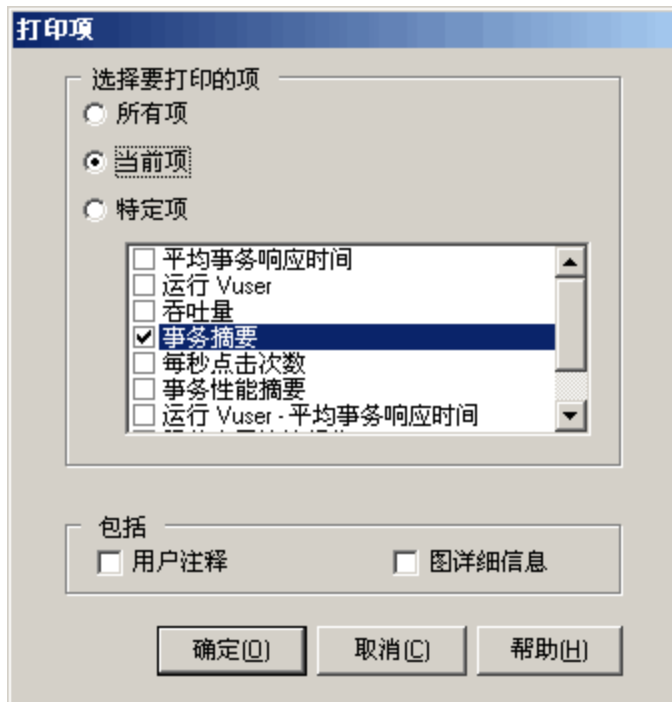 打印项
选择要打印的项
所有项
当前项
特定项
平均事务响应时间
运行 Vuser
吞吐量
事务摘要
每秒点击次数
事务性能摘要
运行 Vuser - 平均事务响应时间
包括
用户注释
图详细信息
确定(O)
取消(C)
帮助(H)